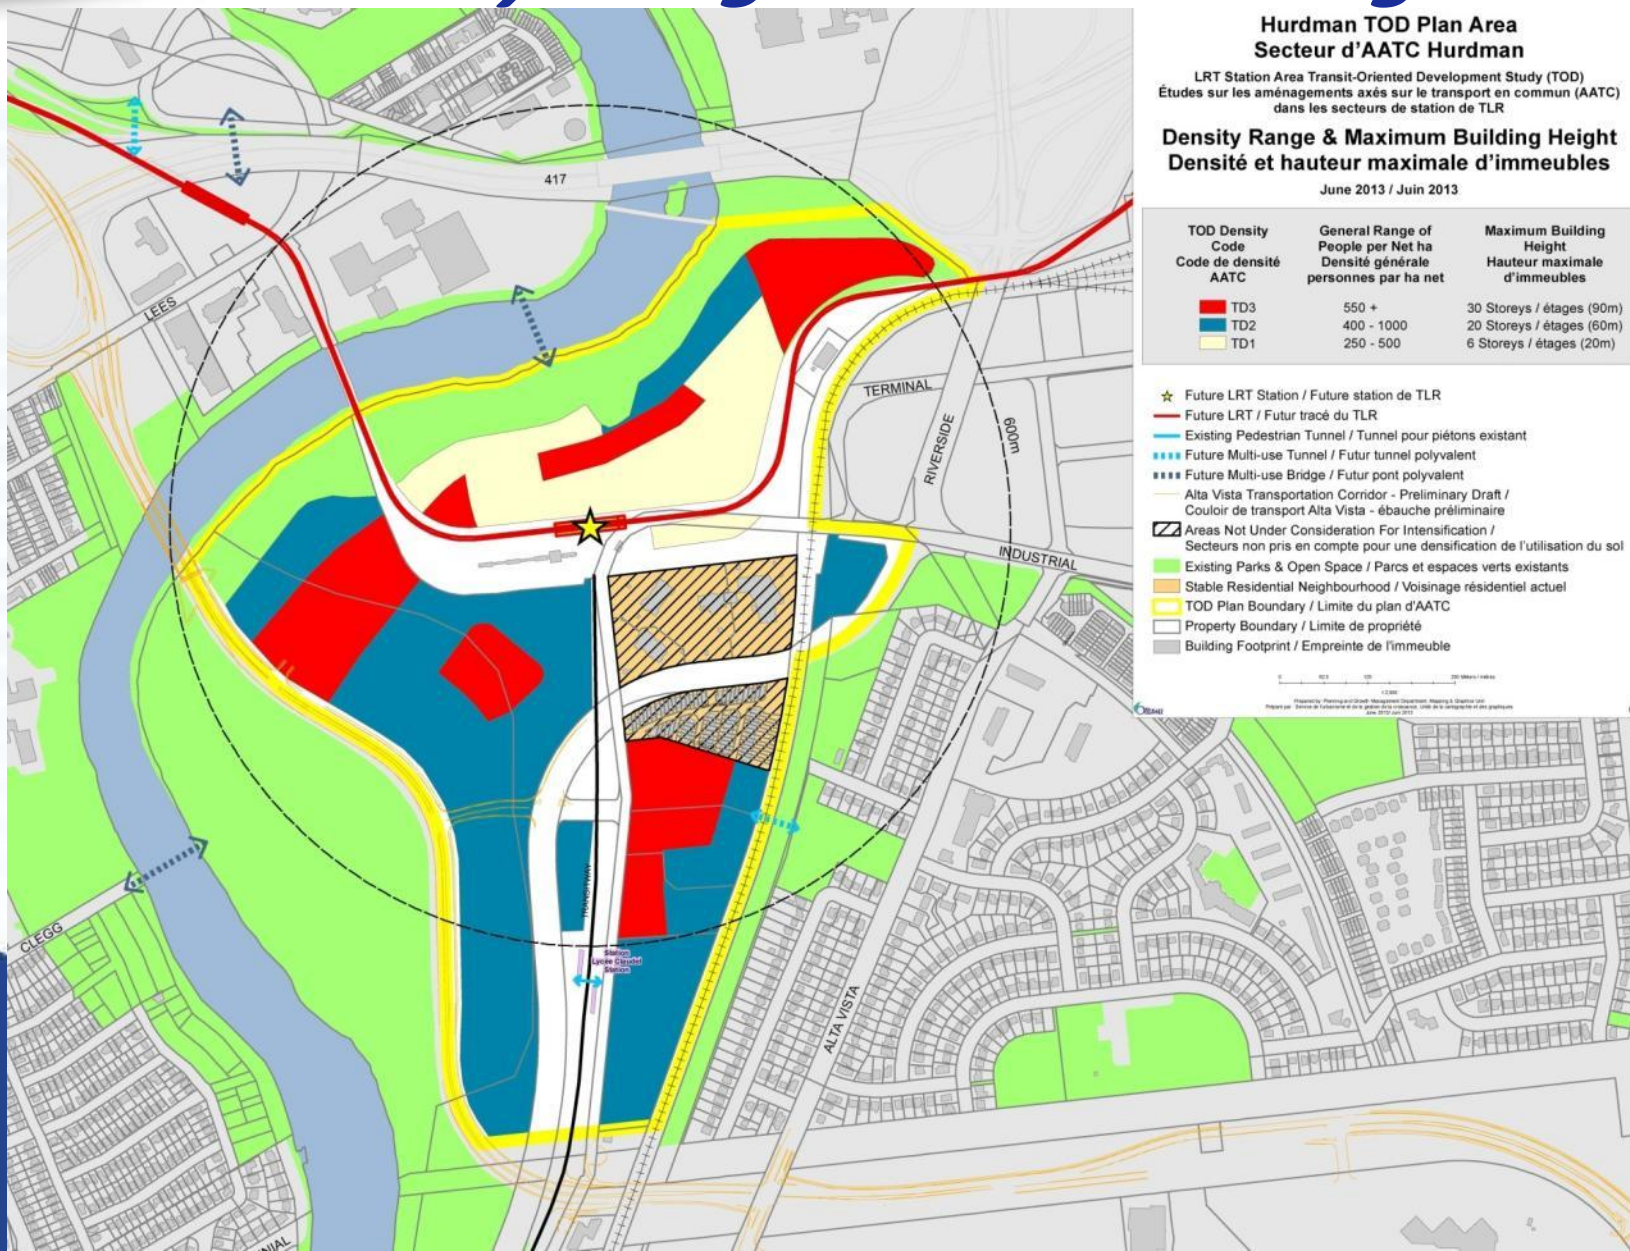 Hurdman TOD Plan Area
Secteur d'AATC Hurdman
LRT Station Area Transit-Oriented Development Study (TOD)
Études sur les aménagements axés sur le transport en commun (AATC)
dans les secteurs de station de TLR
Density Range & Maximum Building Height
Densité et hauteur maximale d'immeubles
June 2013 / Juin 2013
TOD Density Code Code de densité AATC
General Range of People per Net ha Densité générale personnes par ha net
Maximum Building Height Hauteur maximale d'immeubles
TD3 550 + 30 Storeys / étages (90m)
TD2 400 - 1000 20 Storeys / étages (60m)
TD1 250 - 500 6 Storeys / étages (20m)
Future LRT Station / Future station de TLR
Future LRT / Futur tracé du TLR
Existing Pedestrian Tunnel / Tunnel pour piétons existant
Future Multi-use Tunnel / Futur tunnel polyvalent
Future Multi-use Bridge / Futur pont polyvalent
Alta Vista Transportation Corridor - Preliminary Draft /
Couloir de transport Alta Vista - ébauche préliminaire
Areas Not Under Consideration For Intensification /
Secteurs non pris en compte pour une densification de l'utilisation du sol
Existing Parks & Open Space / Parcs et espaces verts existants
Stable Residential Neighbourhood / Voisinage résidentiel actuel
TOD Plan Boundary / Limite du plan d'AATC
Property Boundary / Limite de propriété
Building Footprint / Empreinte de l'immeuble
417
LEES
TERMINAL
RIVERSIDE
600m
INDUSTRIAL
TRANSITWAY
CLEGG
Station
Lycée Claudel
Station
ALTA VISTA